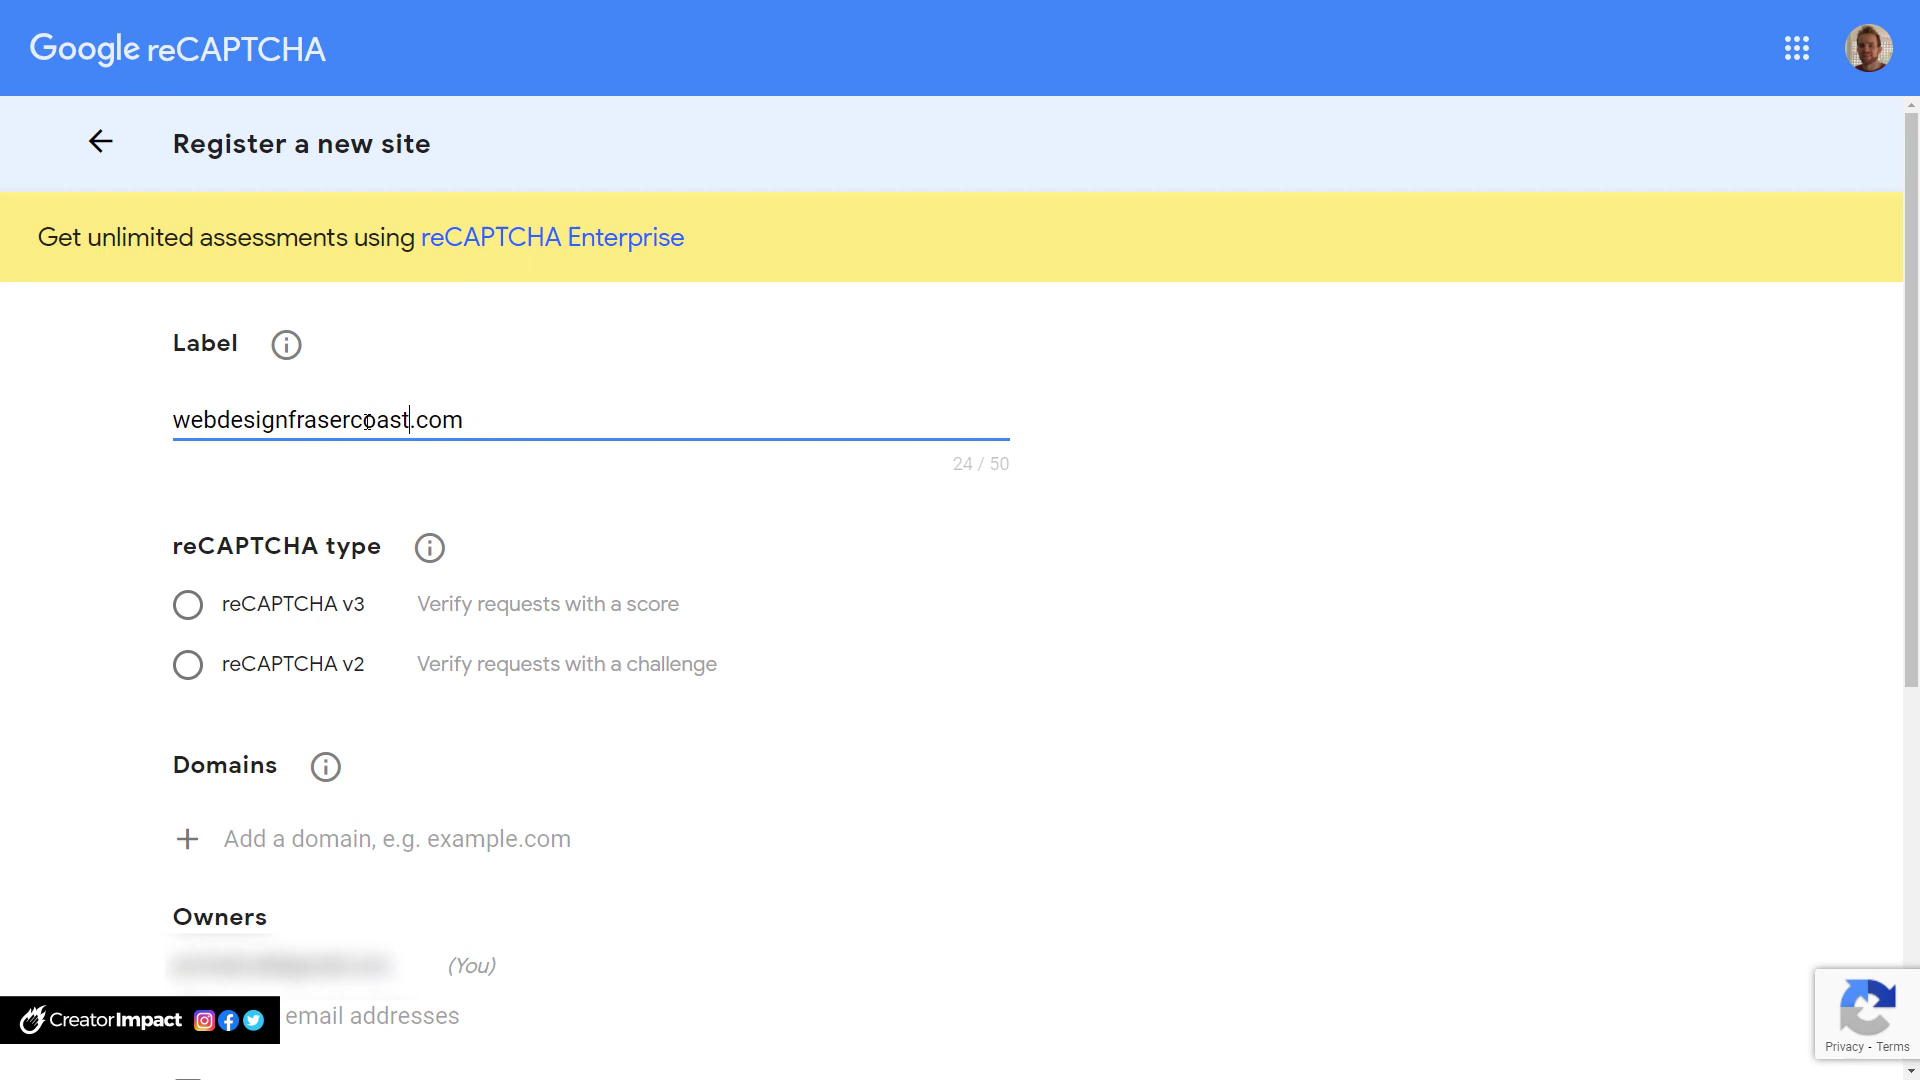 Google reCAPTCHA
Register a new site
Get unlimited assessments using reCAPTCHA Enterprise
Label
webdesignfrasercoast.com
24 / 50
reCAPTCHA type
reCAPTCHA v3 Verify requests with a score
reCAPTCHA v2 Verify requests with a challenge
Domains
Add a domain, e.g. example.com
Owners
(You)
email addresses
CreatorImpact
Privacy - Terms